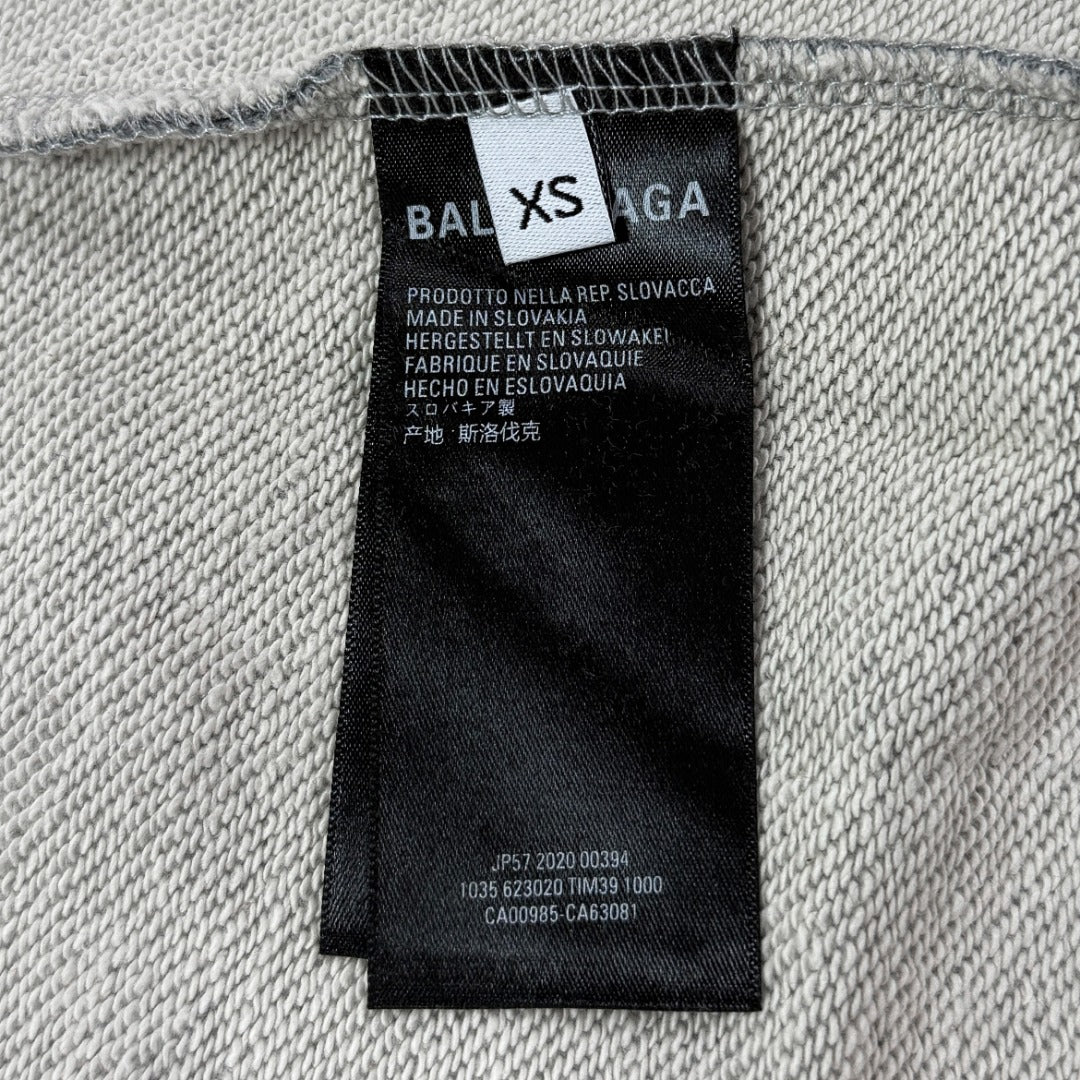 BAL AGA
XS
PRODOTTO NELLA REP. SLOVACCA
MADE IN SLOVAKIA
HERGESTELLT EN SLOWAKEI
FABRIQUE EN SLOVAQUIE
HECHO EN ESLOVAQUIA
スロバキア製
产地 斯洛伐克
JP57 2020 00394
1035 623020 TIM39 1000
CA00985-CA63081